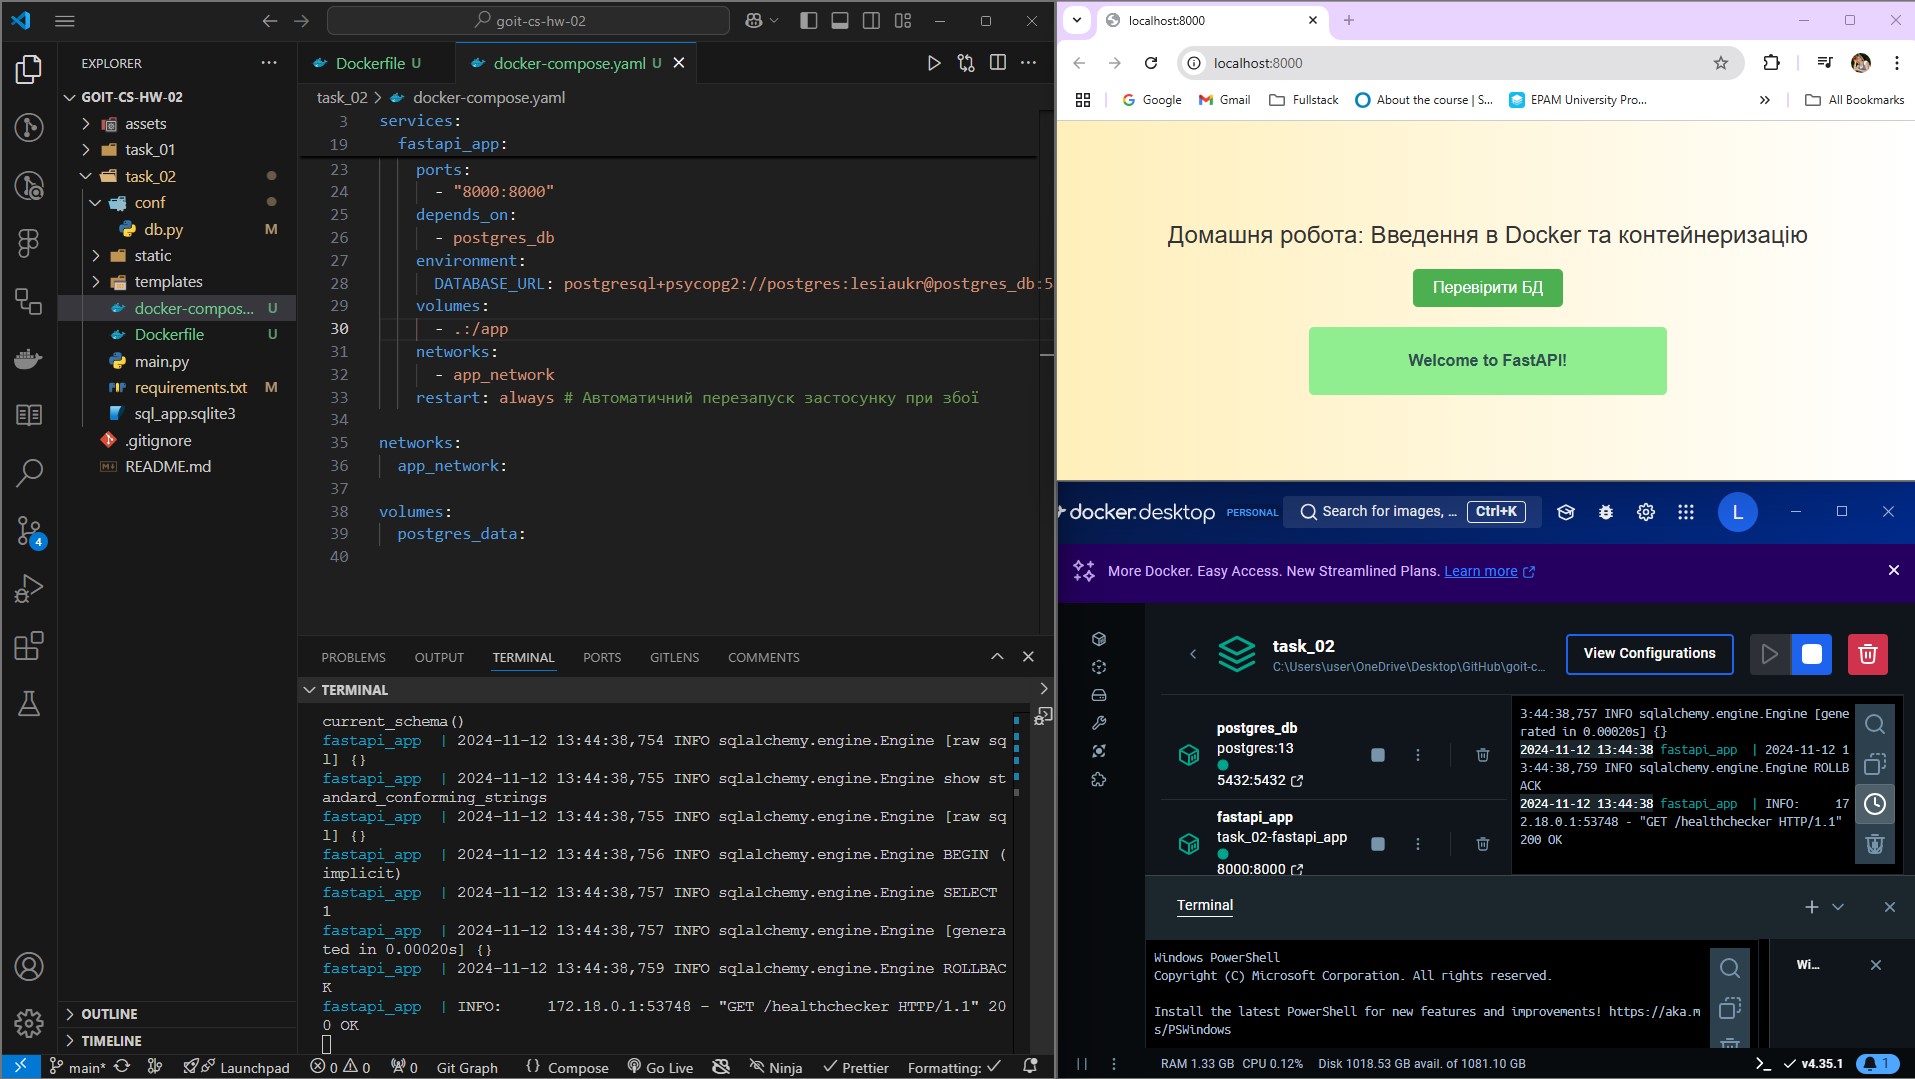 goit-cs-hw-02
EXPLORER
GOIT-CS-HW-02
assets
task_01
task_02
conf
db.py M
static
templates
docker-compos... U
Dockerfile U
main.py
requirements.txt M
sql_app.sqlite3
.gitignore
README.md
OUTLINE
TIMELINE
4
Dockerfile U
docker-compose.yaml U
task_02 > docker-compose.yaml
3 services:
19 fastapi_app:
23 ports:
24 - "8000:8000"
25 depends_on:
26 - postgres_db
27 environment:
28 DATABASE_URL: postgresql+psycopg2://postgres:lesiaukr@postgres_db:5
29 volumes:
30 - .:/app
31 networks:
32 - app_network
33 restart: always # Автоматичний перезапуск застосунку при збої
34
35 networks:
36 app_network:
37
38 volumes:
39 postgres_data:
40
PROBLEMS OUTPUT TERMINAL PORTS GITLENS COMMENTS
TERMINAL
current_schema()
fastapi_app | 2024-11-12 13:44:38,754 INFO sqlalchemy.engine.Engine [raw sq
l] {}
fastapi_app | 2024-11-12 13:44:38,755 INFO sqlalchemy.engine.Engine show st
andard_conforming_strings
fastapi_app | 2024-11-12 13:44:38,755 INFO sqlalchemy.engine.Engine [raw sq
l] {}
fastapi_app | 2024-11-12 13:44:38,756 INFO sqlalchemy.engine.Engine BEGIN (
implicit)
fastapi_app | 2024-11-12 13:44:38,757 INFO sqlalchemy.engine.Engine SELECT
1
fastapi_app | 2024-11-12 13:44:38,757 INFO sqlalchemy.engine.Engine [genera
ted in 0.00020s] {}
fastapi_app | 2024-11-12 13:44:38,759 INFO sqlalchemy.engine.Engine ROLLBAC
K
fastapi_app | INFO: 172.18.0.1:53748 - "GET /healthchecker HTTP/1.1" 20
0 OK
main* Launchpad 0 0 0 Git Graph Compose Go Live Ninja Prettier Formatting:
localhost:8000
localhost:8000
Google Gmail Fullstack About the course | S... EPAM University Pro... All Bookmarks
Домашня робота: Введення в Docker та контейнеризацію
Перевірити БД
Welcome to FastAPI!
docker.desktop PERSONAL Search for images, ... Ctrl+K L
More Docker. Easy Access. New Streamlined Plans. Learn more
task_02
C:\Users\user\OneDrive\Desktop\GitHub\goit-c...
View Configurations
postgres_db
postgres:13
5432:5432
fastapi_app
task_02-fastapi_app
8000:8000
3:44:38,757 INFO sqlalchemy.engine.Engine [gene
rated in 0.00020s] {}
2024-11-12 13:44:38 fastapi_app | 2024-11-12 1
3:44:38,759 INFO sqlalchemy.engine.Engine ROLLB
ACK
2024-11-12 13:44:38 fastapi_app | INFO: 17
2.18.0.1:53748 - "GET /healthchecker HTTP/1.1"
200 OK
Terminal
Windows PowerShell
Copyright (C) Microsoft Corporation. All rights reserved.
Install the latest PowerShell for new features and improvements! https://aka.m
s/PSWindows
Wi...
RAM 1.33 GB CPU 0.12% Disk 1018.53 GB avail. of 1081.10 GB v4.35.1 1